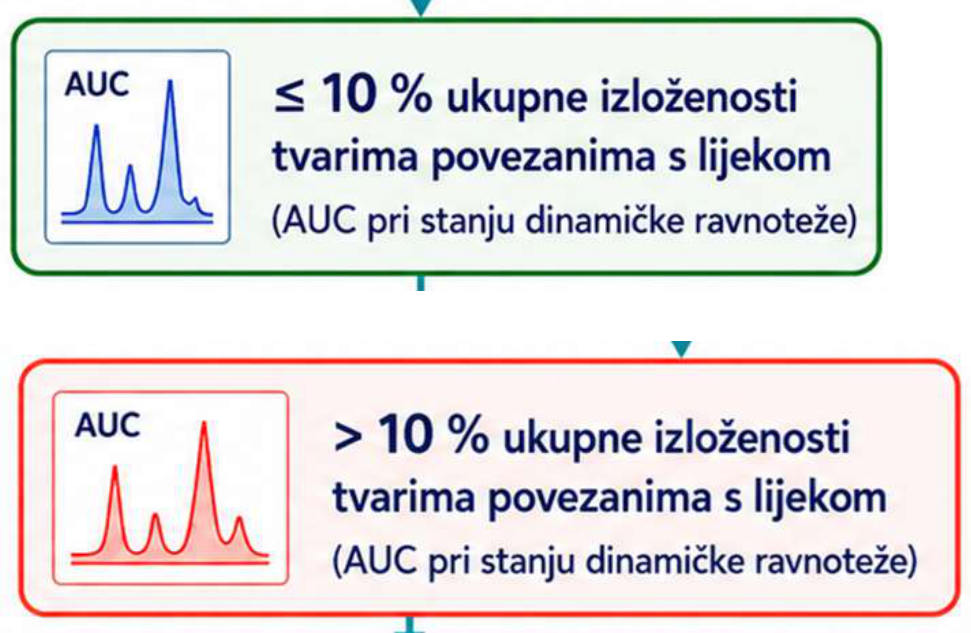 AUC
≤ 10 % ukupne izloženosti
tvarima povezanima s lijekom
(AUC pri stanju dinamičke ravnoteže)
AUC
> 10 % ukupne izloženosti
tvarima povezanima s lijekom
(AUC pri stanju dinamičke ravnoteže)